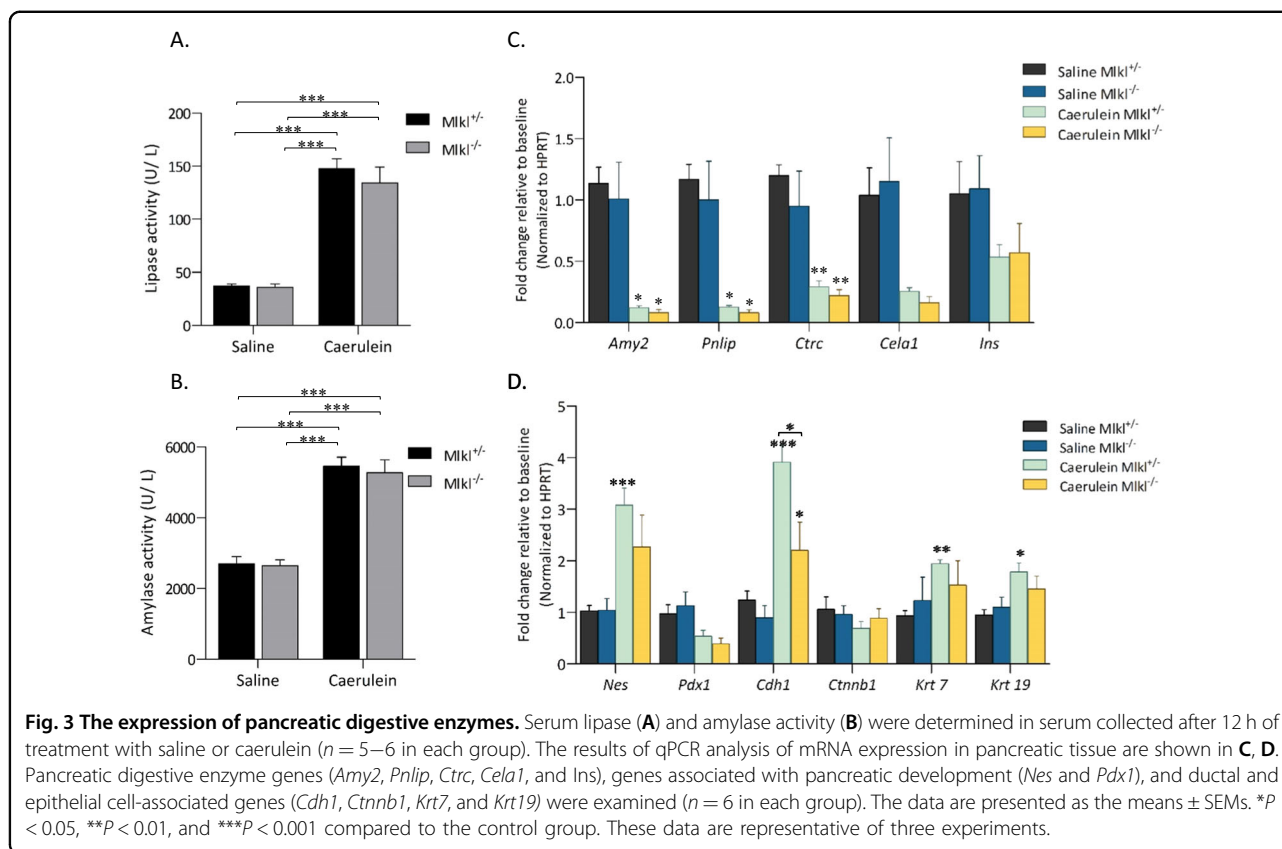 A.
***
***
***
***
200
150
100
50
0
Lipase activity (U/ L)
Saline
Caerulein
Mlkl+/-
Mlkl-/-
B.
***
***
***
***
6000
4000
2000
0
Amylase activity (U/ L)
Saline
Caerulein
Mlkl+/-
Mlkl-/-
C.
2.0
1.5
1.0
0.5
0.0
Fold change relative to baseline
(Normalized to HPRT)
* *
* *
** **
Amy2 Pnlip Ctrc Cela1 Ins
Saline Mlkl+/-
Saline Mlkl-/-
Caerulein Mlkl+/-
Caerulein Mlkl-/-
D.
5
4
3
2
1
0
Fold change relative to baseline
(Normalized to HPRT)
*
***
***
*
**
*
Nes Pdx1 Cdh1 Ctnnb1 Krt 7 Krt 19
Saline Mlkl+/-
Saline Mlkl-/-
Caerulein Mlkl+/-
Caerulein Mlkl-/-
Fig. 3 The expression of pancreatic digestive enzymes. Serum lipase (A) and amylase activity (B) were determined in serum collected after 12 h of
treatment with saline or caerulein (n = 5–6 in each group). The results of qPCR analysis of mRNA expression in pancreatic tissue are shown in C, D.
Pancreatic digestive enzyme genes (Amy2, Pnlip, Ctrc, Cela1, and Ins), genes associated with pancreatic development (Nes and Pdx1), and ductal and
epithelial cell-associated genes (Cdh1, Ctnnb1, Krt7, and Krt19) were examined (n = 6 in each group). The data are presented as the means ± SEMs. *P
< 0.05, **P < 0.01, and ***P < 0.001 compared to the control group. These data are representative of three experiments.